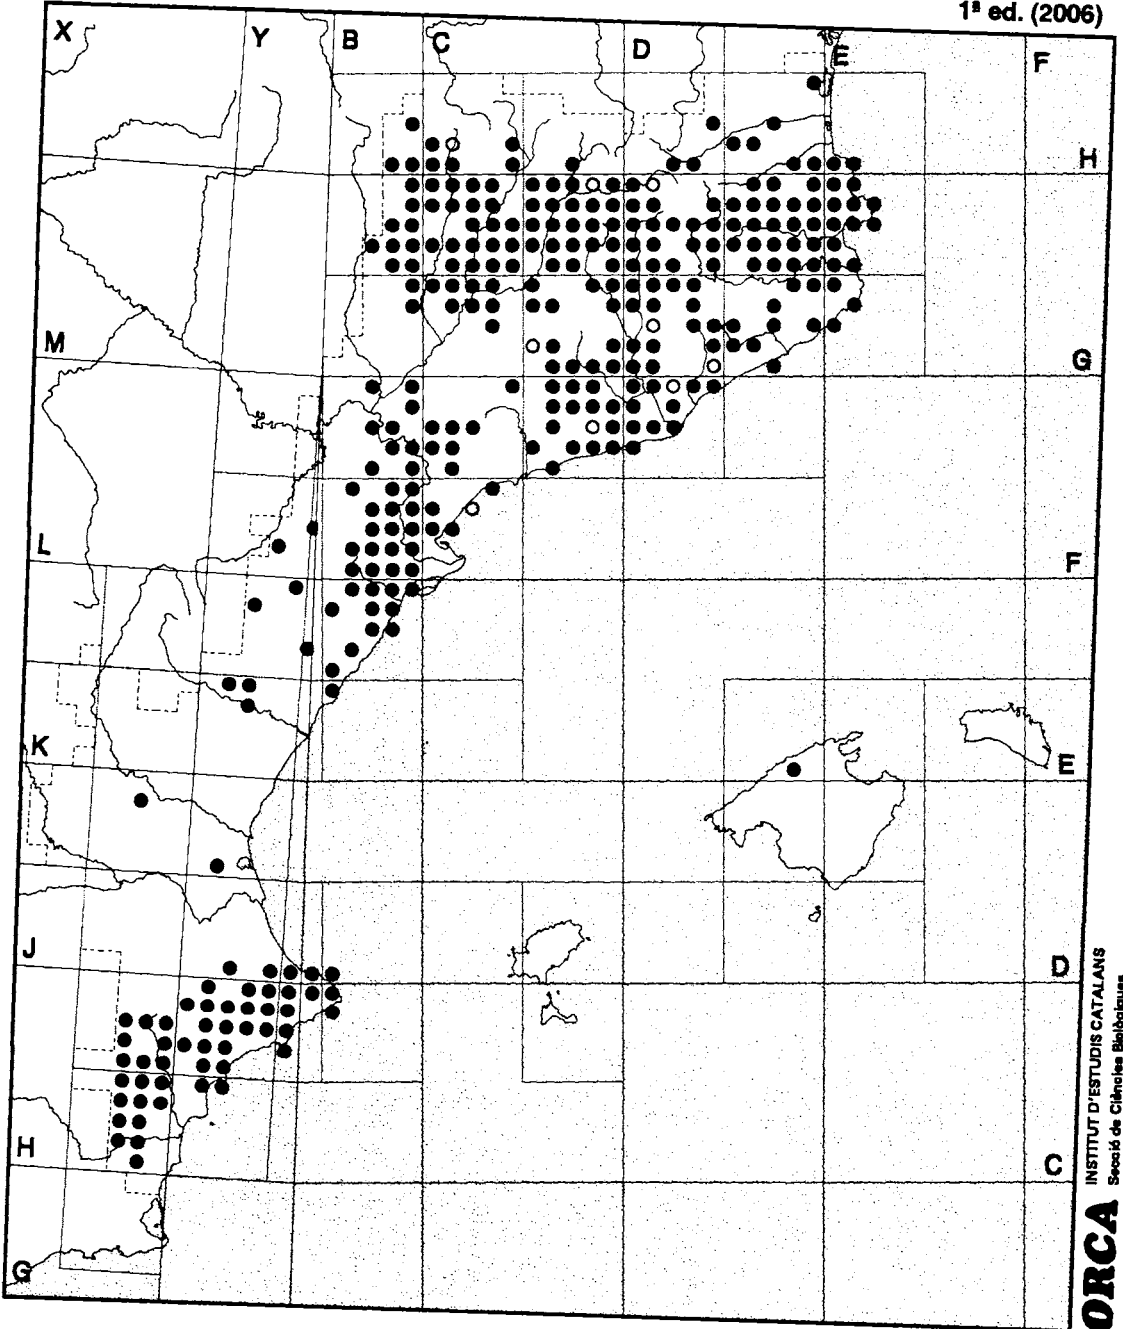 1ª ed. (2006)
X
Y
B
C
D
E
F
H
M
G
L
F
K
E
J
D
H
C
G
INSTITUT D'ESTUDIS CATALANS
Secció de Ciències Biològiques
ORCA